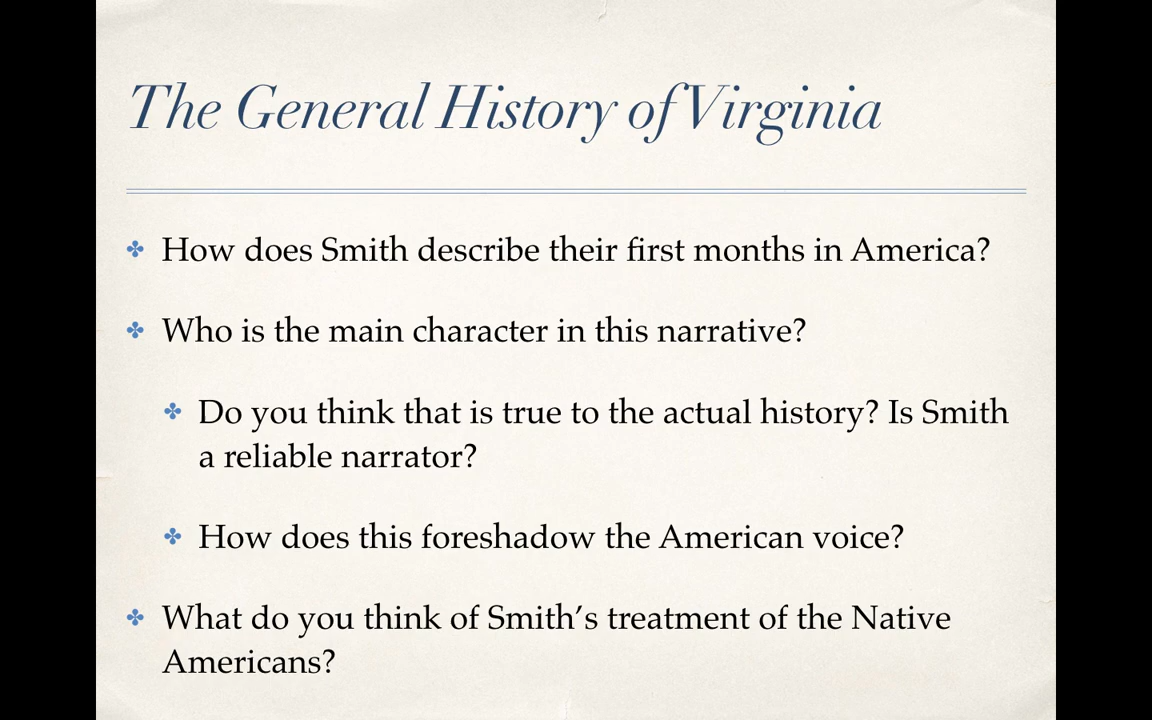 The General History of Virginia
How does Smith describe their first months in America?
Who is the main character in this narrative?
Do you think that is true to the actual history? Is Smith
a reliable narrator?
How does this foreshadow the American voice?
What do you think of Smith’s treatment of the Native
Americans?